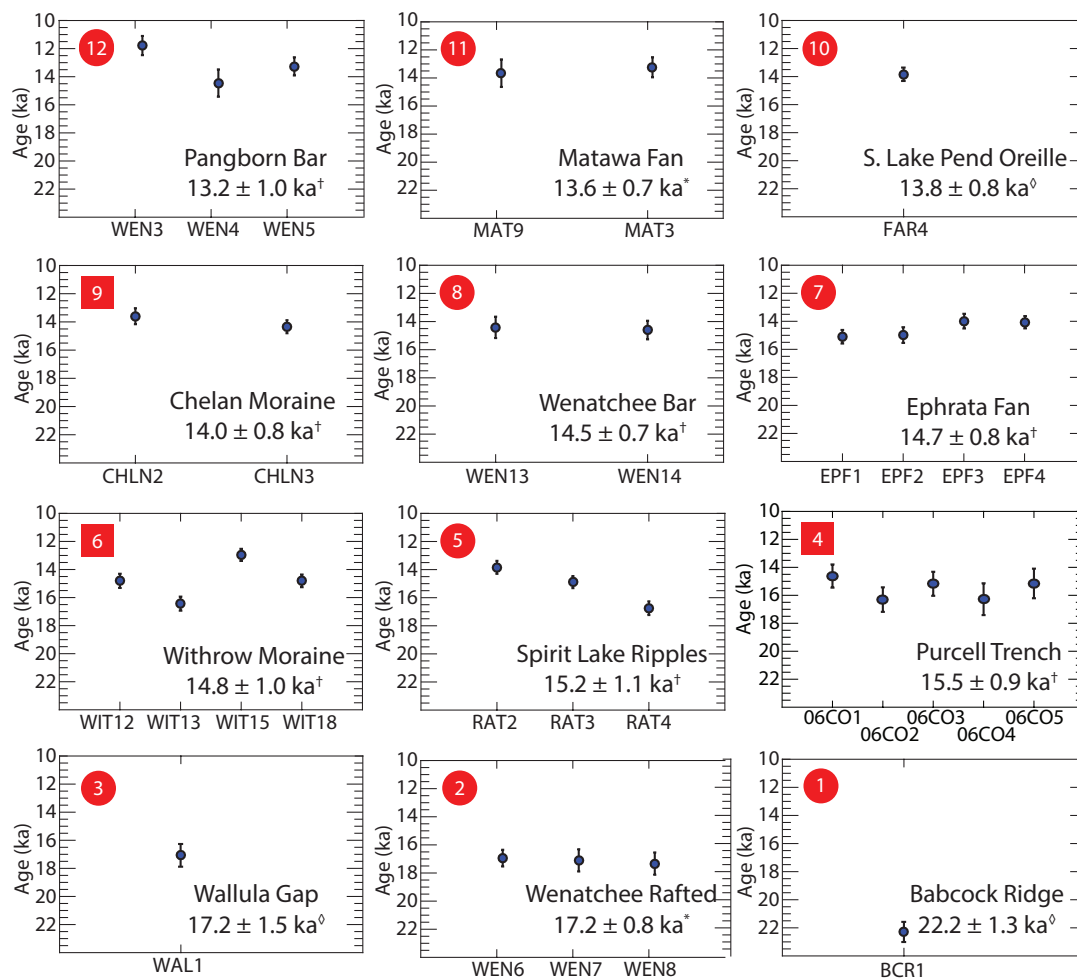 12
10
12
14
16
18
20
22
Age (ka)
Pangborn Bar
13.2 ± 1.0 ka†
WEN3 WEN4 WEN5
11
10
12
14
16
18
20
22
Age (ka)
Matawa Fan
13.6 ± 0.7 ka*
MAT9 MAT3
10
10
12
14
16
18
20
22
Age (ka)
S. Lake Pend Oreille
13.8 ± 0.8 ka◊
FAR4
9
10
12
14
16
18
20
22
Age (ka)
Chelan Moraine
14.0 ± 0.8 ka†
CHLN2 CHLN3
8
10
12
14
16
18
20
22
Age (ka)
Wenatchee Bar
14.5 ± 0.7 ka†
WEN13 WEN14
7
10
12
14
16
18
20
22
Age (ka)
Ephrata Fan
14.7 ± 0.8 ka†
EPF1 EPF2 EPF3 EPF4
6
10
12
14
16
18
20
22
Age (ka)
Withrow Moraine
14.8 ± 1.0 ka†
WIT12 WIT13 WIT15 WIT18
5
10
12
14
16
18
20
22
Age (ka)
Spirit Lake Ripples
15.2 ± 1.1 ka†
RAT2 RAT3 RAT4
4
10
12
14
16
18
20
22
Age (ka)
Purcell Trench
15.5 ± 0.9 ka†
06CO1 06CO3 06CO5
06CO2 06CO4
3
10
12
14
16
18
20
22
Age (ka)
Wallula Gap
17.2 ± 1.5 ka◊
WAL1
2
10
12
14
16
18
20
22
Age (ka)
Wenatchee Rafted
17.2 ± 0.8 ka*
WEN6 WEN7 WEN8
1
10
12
14
16
18
20
22
Age (ka)
Babcock Ridge
22.2 ± 1.3 ka◊
BCR1